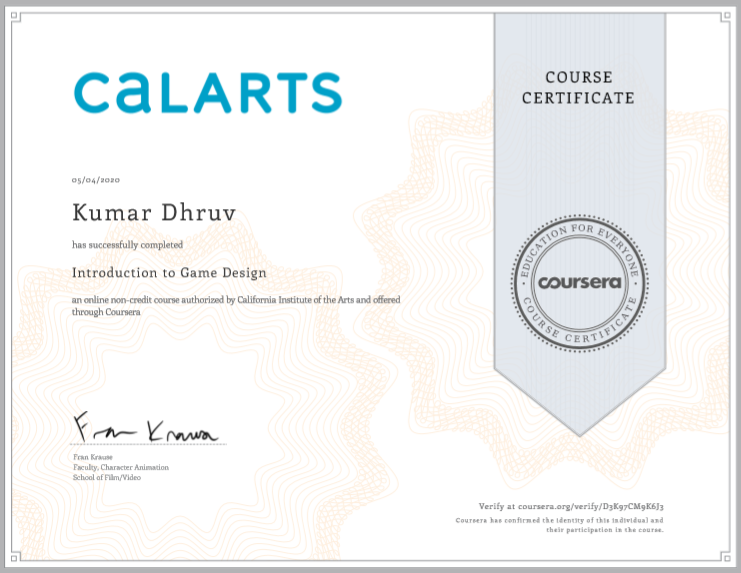 CalARTS
COURSE
CERTIFICATE
05/04/2020
Kumar Dhruv
has successfully completed
Introduction to Game Design
an online non-credit course authorized by California Institute of the Arts and offered
through Coursera
EDUCATION FOR EVERYONE
coursera
COURSE CERTIFICATE
Fran Krause
Fran Krause
Faculty, Character Animation
School of Film/Video
Verify at coursera.org/verify/D3K97CM9K6J3
Coursera has confirmed the identity of this individual and
their participation in the course.